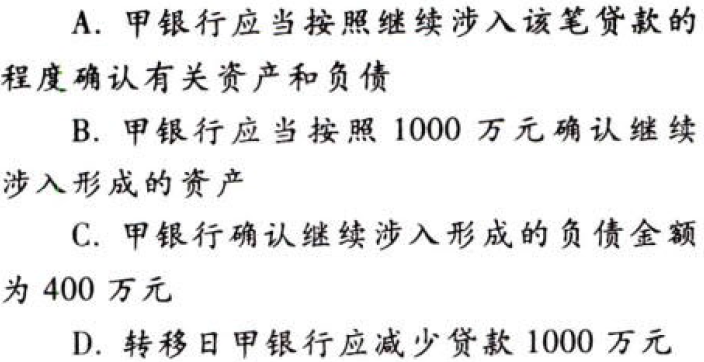 A. 甲银行应当按照继续涉入该笔贷款的
程度确认有关资产和负债
B. 甲银行应当按照 1000 万元确认继续
涉入形成的资产
C. 甲银行确认继续涉入形成的负债金额
为 400 万元
D. 转移日甲银行应减少贷款 1000 万元